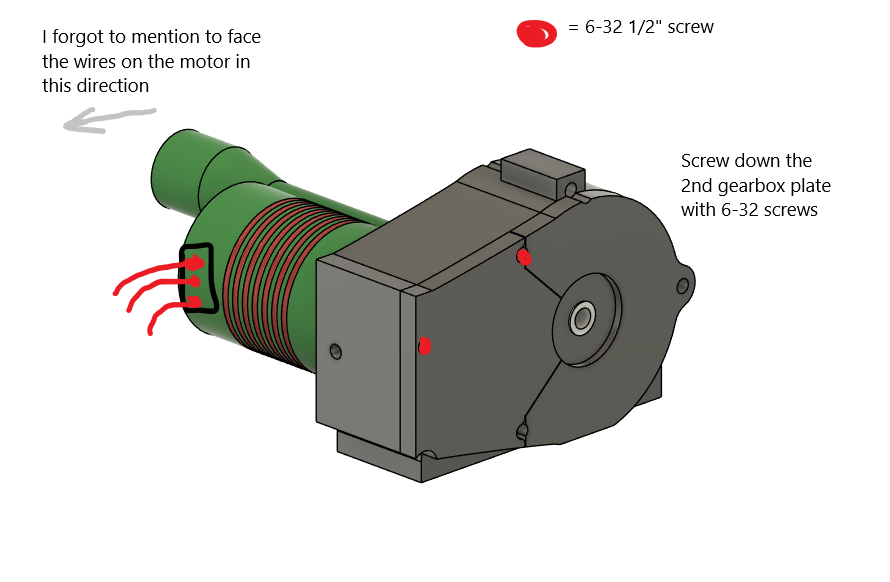 I forgot to mention to face
the wires on the motor in
this direction
= 6-32 1/2" screw
Screw down the
2nd gearbox plate
with 6-32 screws